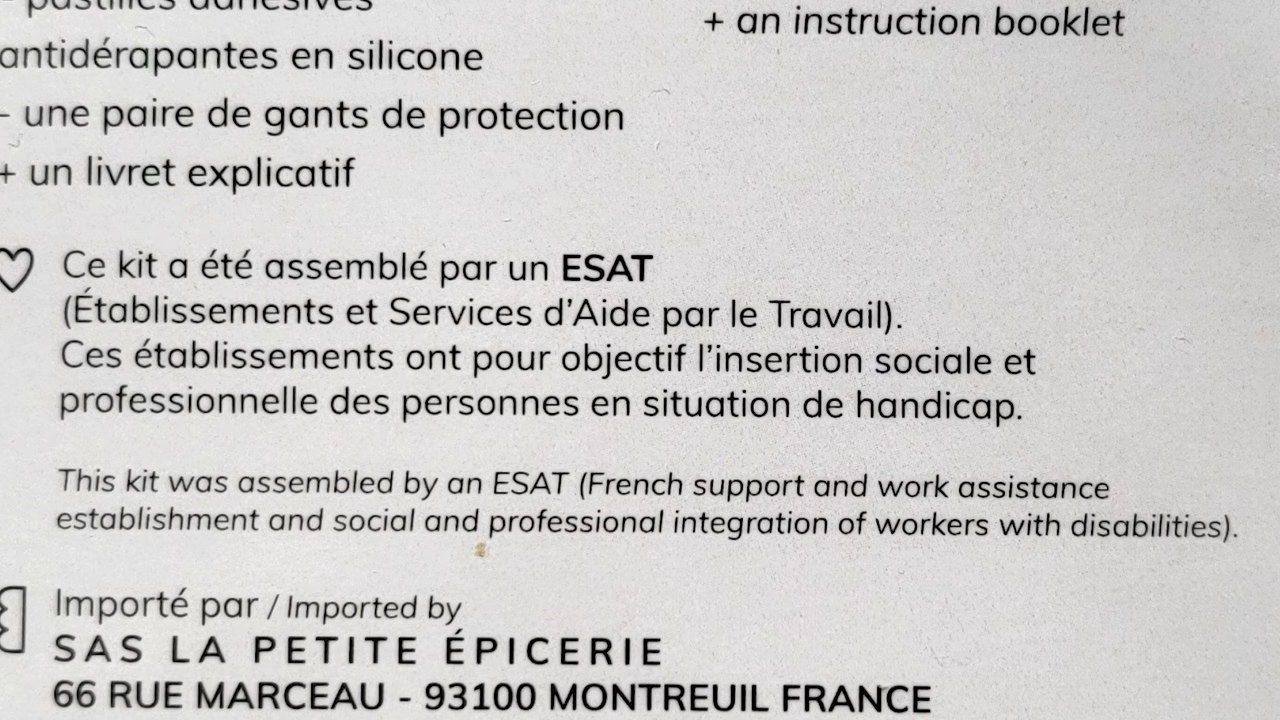 pastilles adhésives
antidérapantes en silicone
- une paire de gants de protection
+ un livret explicatif
+ an instruction booklet
Ce kit a été assemblé par un ESAT
(Établissements et Services d'Aide par le Travail).
Ces établissements ont pour objectif l'insertion sociale et
professionnelle des personnes en situation de handicap.
This kit was assembled by an ESAT (French support and work assistance
establishment and social and professional integration of workers with disabilities).
Importé par / Imported by
SAS LA PETITE ÉPICERIE
66 RUE MARCEAU - 93100 MONTREUIL FRANCE